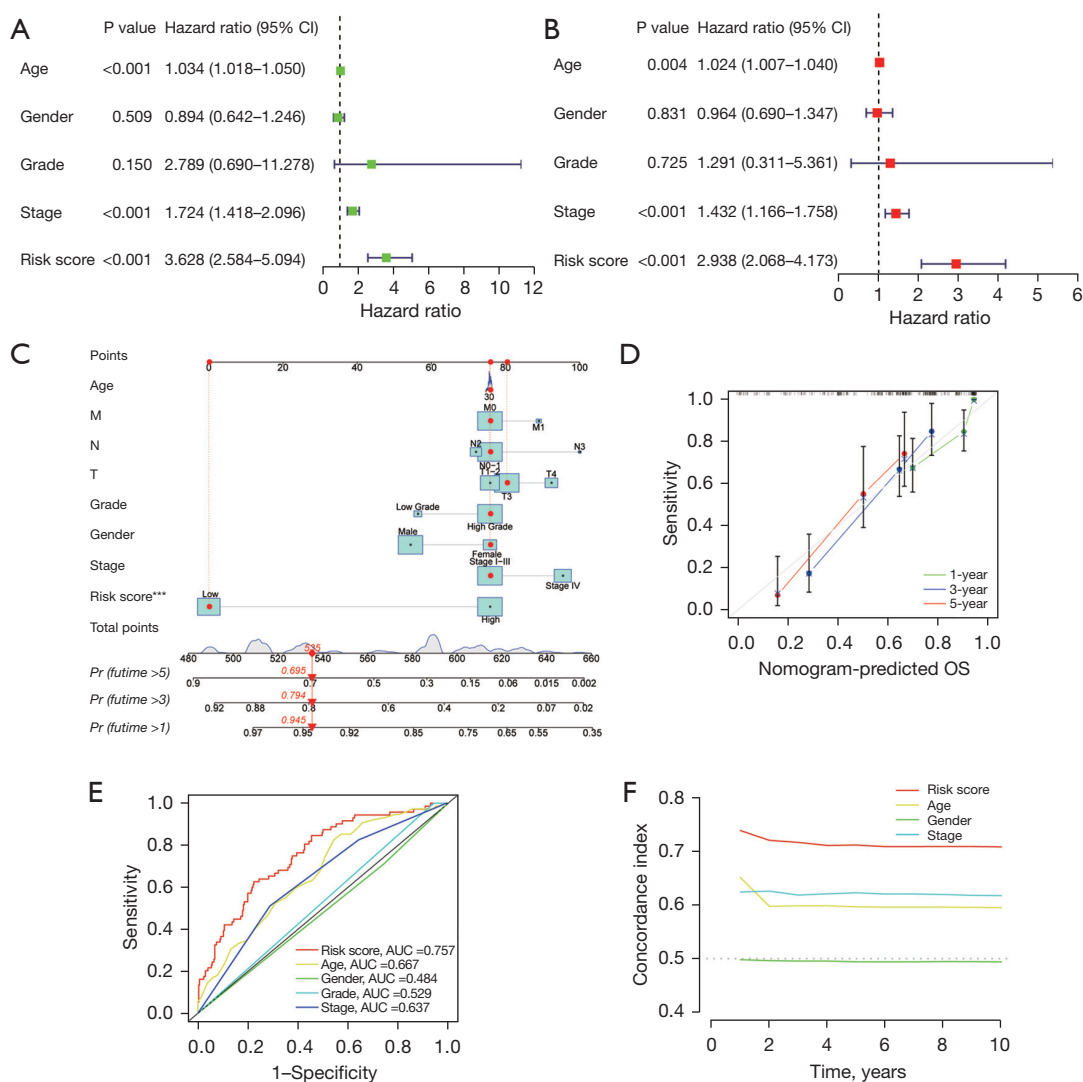 A
P value Hazard ratio (95% CI)
Age <0.001 1.034 (1.018–1.050)
Gender 0.509 0.894 (0.642–1.246)
Grade 0.150 2.789 (0.690–11.278)
Stage <0.001 1.724 (1.418–2.096)
Risk score <0.001 3.628 (2.584–5.094)
0 2 4 6 8 10 12
Hazard ratio
B
P value Hazard ratio (95% CI)
Age 0.004 1.024 (1.007–1.040)
Gender 0.831 0.964 (0.690–1.347)
Grade 0.725 1.291 (0.311–5.361)
Stage <0.001 1.432 (1.166–1.758)
Risk score <0.001 2.938 (2.068–4.173)
0 1 2 3 4 5 6
Hazard ratio
C
Points
0 20 40 60 80 100
Age
30
M
M0
M1
N
N2
N3
N0–1
T
T1–2
T4
T3
Grade
Low Grade
High Grade
Gender
Male
Female
Stage
Stage I–III
Stage IV
Risk score***
Low
High
Total points
535
480 500 520 540 560 580 600 620 640 660
Pr (futime >5)
0.695
0.9 0.7 0.5 0.3 0.15 0.06 0.015 0.002
Pr (futime >3)
0.794
0.92 0.88 0.8 0.6 0.4 0.2 0.07 0.02
Pr (futime >1)
0.945
0.97 0.95 0.92 0.85 0.75 0.65 0.55 0.35
D
Sensitivity
1.0
0.8
0.6
0.4
0.2
0.0
1-year
3-year
5-year
0.0 0.2 0.4 0.6 0.8 1.0
Nomogram-predicted OS
E
Sensitivity
1.0
0.8
0.6
0.4
0.2
0.0
Risk score, AUC =0.757
Age, AUC =0.667
Gender, AUC =0.484
Grade, AUC =0.529
Stage, AUC =0.637
0.0 0.2 0.4 0.6 0.8 1.0
1–Specificity
F
Concordance index
0.8
0.7
0.6
0.5
0.4
Risk score
Age
Gender
Stage
0 2 4 6 8 10
Time, years